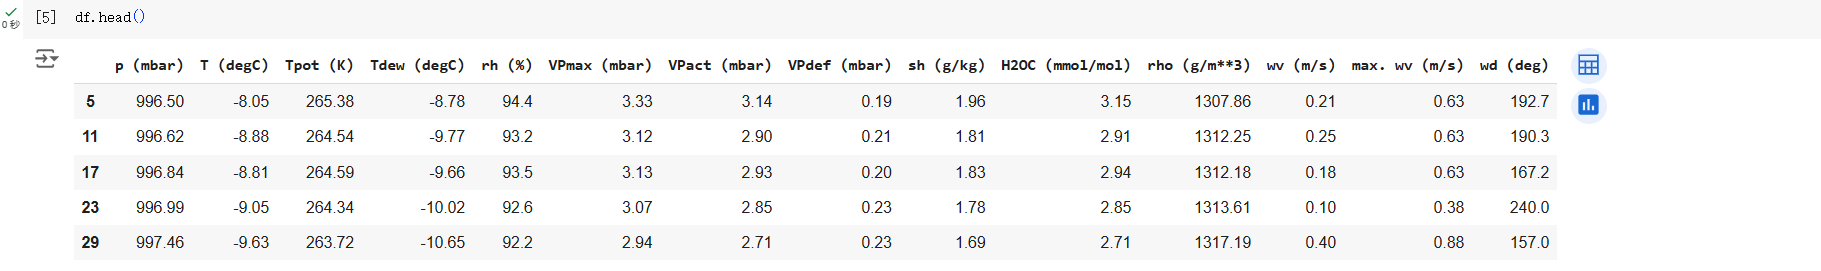 [5] df.head()
0 秒
p (mbar) T (degC) Tpot (K) Tdew (degC) rh (%) VPmax (mbar) VPact (mbar) VPdef (mbar) sh (g/kg) H2OC (mmol/mol) rho (g/m**3) wv (m/s) max. wv (m/s) wd (deg)
5 996.50 -8.05 265.38 -8.78 94.4 3.33 3.14 0.19 1.96 3.15 1307.86 0.21 0.63 192.7
11 996.62 -8.88 264.54 -9.77 93.2 3.12 2.90 0.21 1.81 2.91 1312.25 0.25 0.63 190.3
17 996.84 -8.81 264.59 -9.66 93.5 3.13 2.93 0.20 1.83 2.94 1312.18 0.18 0.63 167.2
23 996.99 -9.05 264.34 -10.02 92.6 3.07 2.85 0.23 1.78 2.85 1313.61 0.10 0.38 240.0
29 997.46 -9.63 263.72 -10.65 92.2 2.94 2.71 0.23 1.69 2.71 1317.19 0.40 0.88 157.0